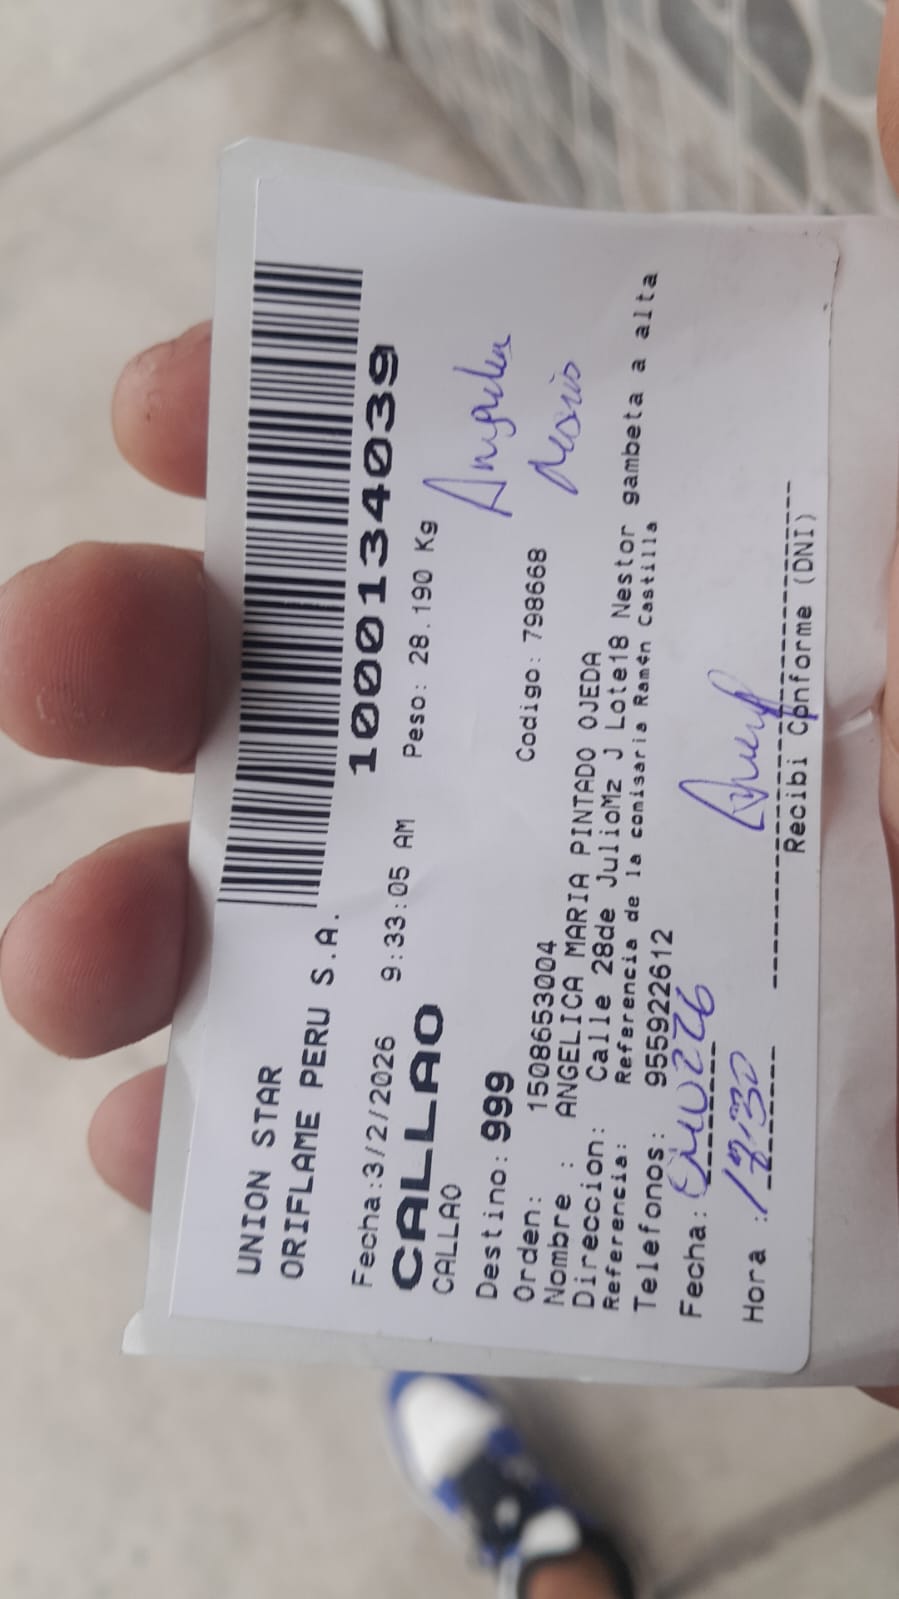 UNION STAR
ORIFLAME PERU S.A.
1000134039
Fecha:3/2/2026 9:33:05 AM Peso: 28.190 Kg
CALLAO
CALLAO
Destino: 999 Codigo: 798668
Orden: 1508653004
Nombre : ANGELICA MARIA PINTADO OJEDA
Direccion: Calle 28de JulioMz J Lote18 Nestor gambeta a alta
Referencia: Referencia de la comisaria Ramón Castilla
Telefonos: 955922612
Fecha:
Hora :
Recibi Conforme (DNI)